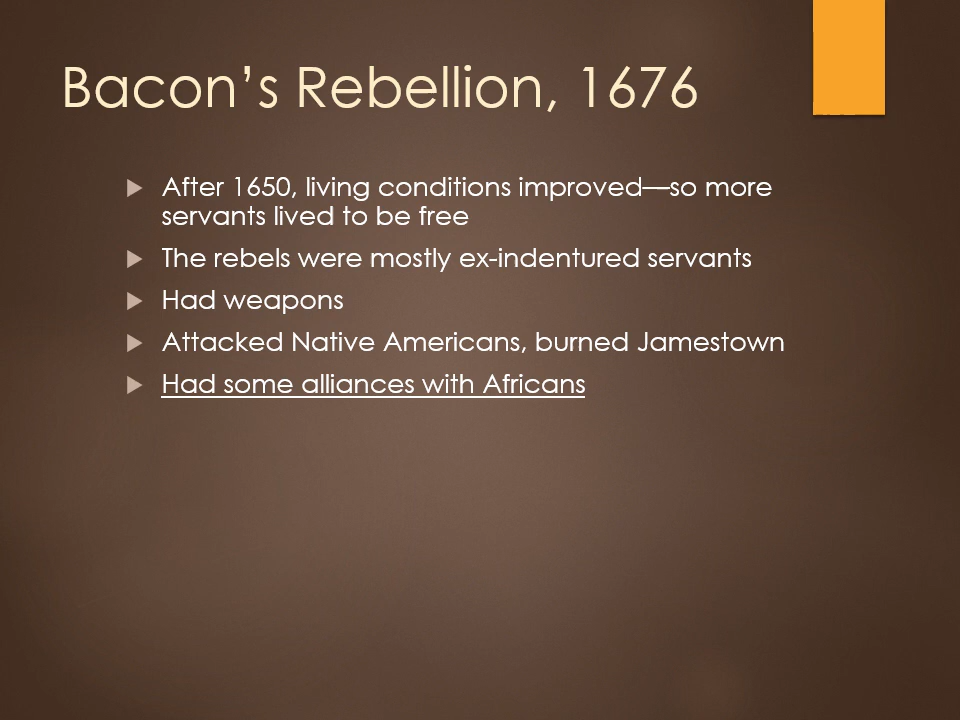 Bacon’s Rebellion, 1676
After 1650, living conditions improved—so more
servants lived to be free
The rebels were mostly ex-indentured servants
Had weapons
Attacked Native Americans, burned Jamestown
Had some alliances with Africans